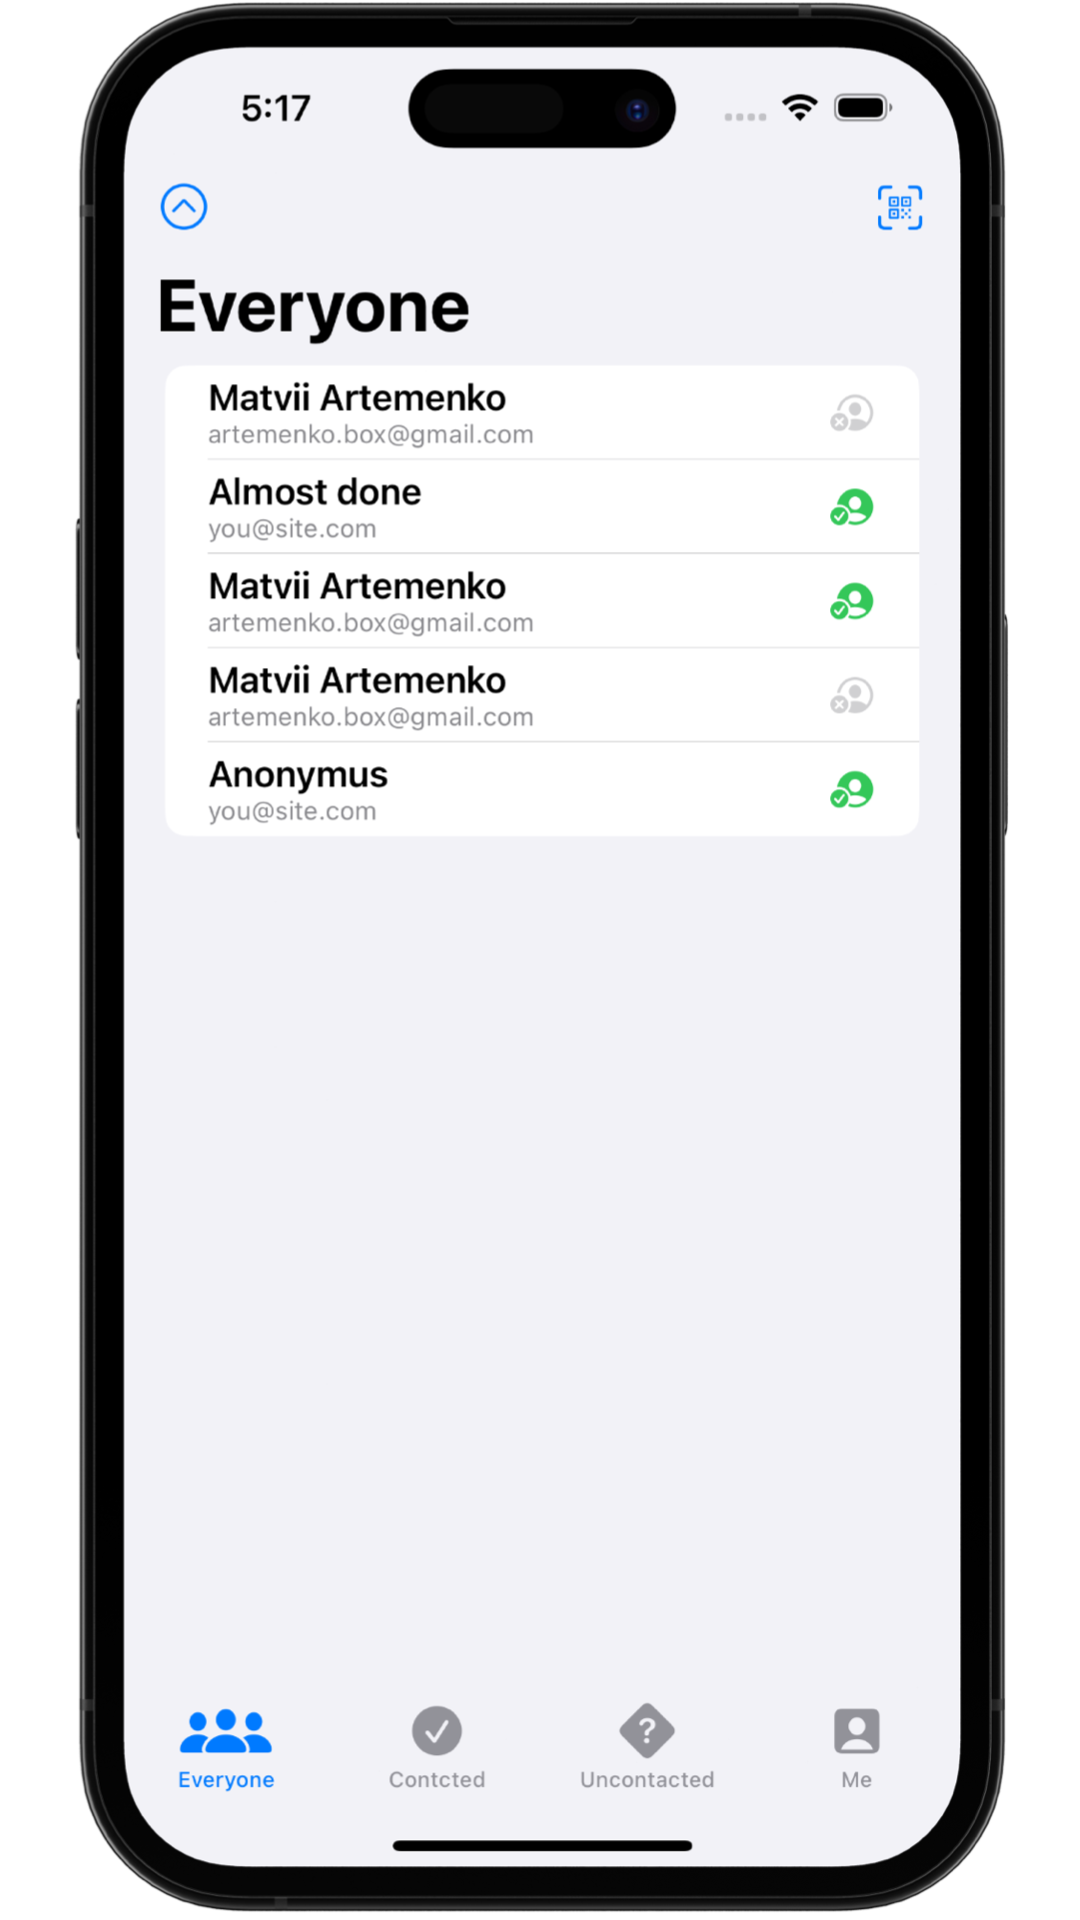 5:17
Everyone
Matvii Artemenko
artemenko.box@gmail.com
Almost done
you@site.com
Matvii Artemenko
artemenko.box@gmail.com
Matvii Artemenko
artemenko.box@gmail.com
Anonymus
you@site.com
Everyone
Contcted
Uncontacted
Me